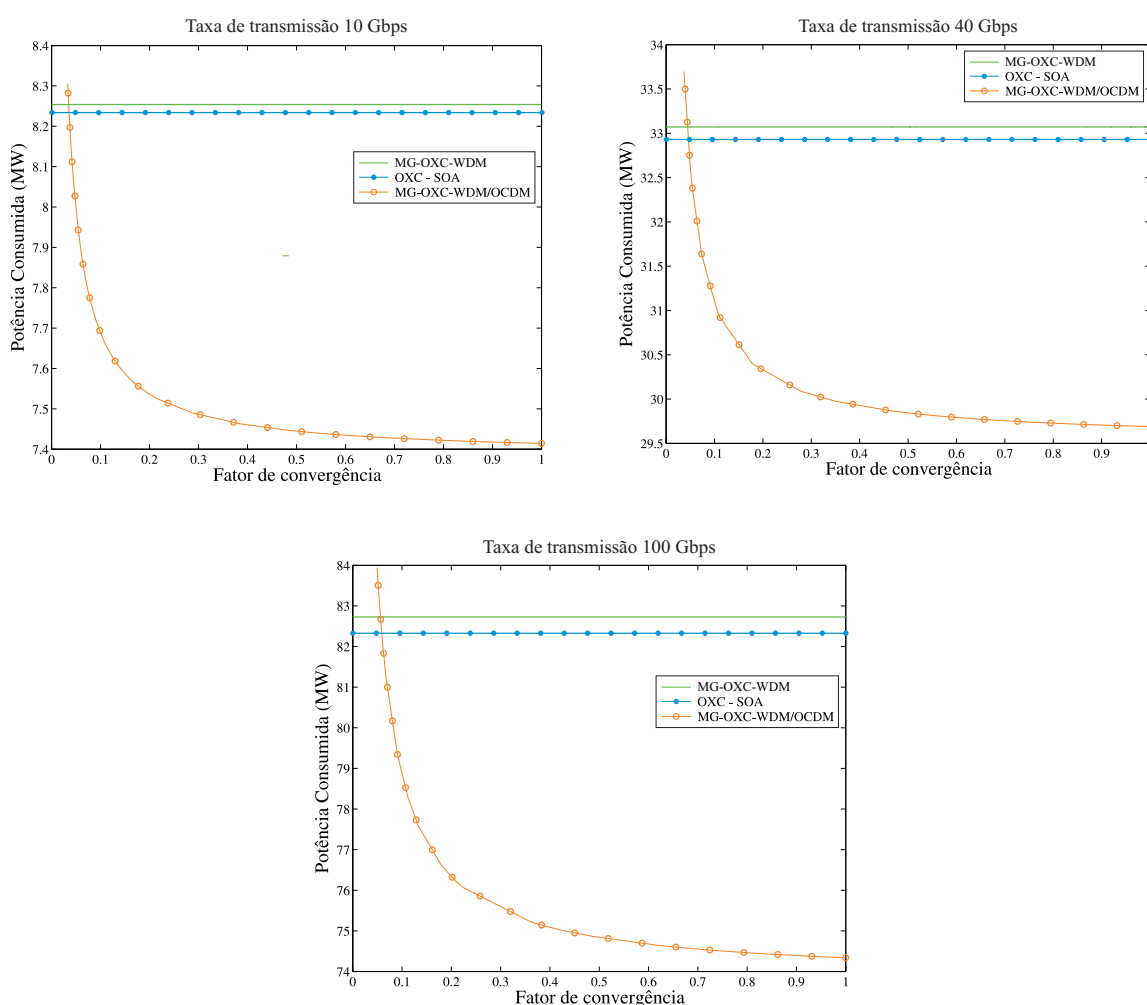 Taxa de transmissão 10 Gbps
8.4
8.3
8.2
8.1
8
7.9
7.8
7.7
7.6
7.5
7.4
Potência Consumida (MW)
MG-OXC-WDM
OXC - SOA
MG-OXC-WDM/OCDM
0 0.1 0.2 0.3 0.4 0.5 0.6 0.7 0.8 0.9 1
Fator de convergência
Taxa de transmissão 40 Gbps
34
33.5
33
32.5
32
31.5
31
30.5
30
29.5
Potência Consumida (MW)
MG-OXC-WDM
OXC - SOA
MG-OXC-WDM/OCDM
0 0.1 0.2 0.3 0.4 0.5 0.6 0.7 0.8 0.9
Fator de convergência
Taxa de transmissão 100 Gbps
84
83
82
81
80
79
78
77
76
75
74
Potência Consumida (MW)
MG-OXC-WDM
OXC - SOA
MG-OXC-WDM/OCDM
0 0.1 0.2 0.3 0.4 0.5 0.6 0.7 0.8 0.9 1
Fator de convergência